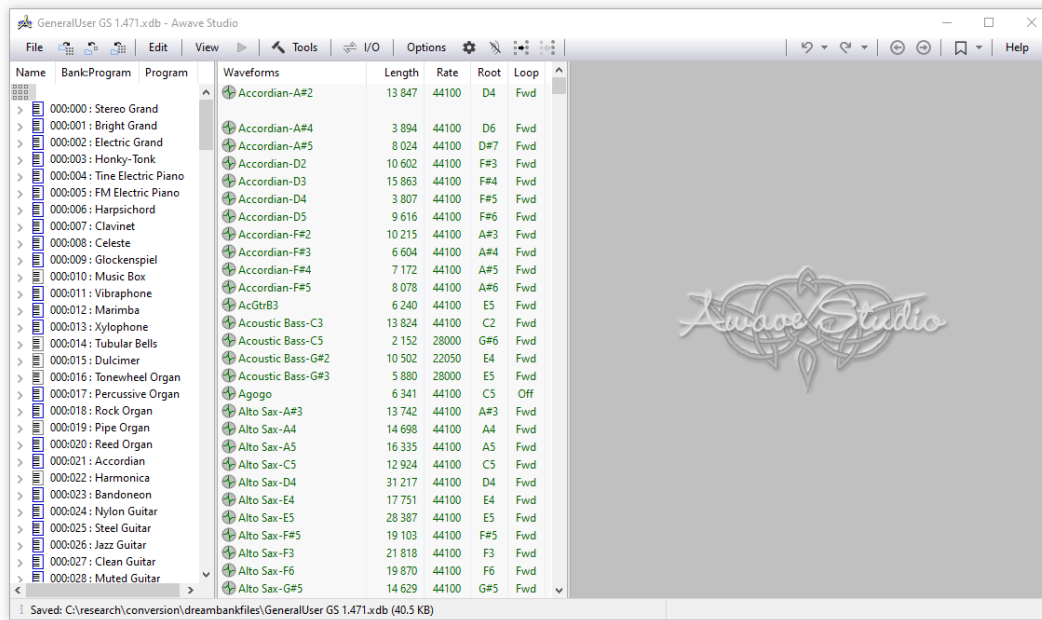 GeneralUser GS 1.471.xdb - Awave Studio
File Edit View Tools I/O Options Help
Name Bank:Program Program
000:000 : Stereo Grand
000:001 : Bright Grand
000:002 : Electric Grand
000:003 : Honky-Tonk
000:004 : Tine Electric Piano
000:005 : FM Electric Piano
000:006 : Harpsichord
000:007 : Clavinet
000:008 : Celeste
000:009 : Glockenspiel
000:010 : Music Box
000:011 : Vibraphone
000:012 : Marimba
000:013 : Xylophone
000:014 : Tubular Bells
000:015 : Dulcimer
000:016 : Tonewheel Organ
000:017 : Percussive Organ
000:018 : Rock Organ
000:019 : Pipe Organ
000:020 : Reed Organ
000:021 : Accordian
000:022 : Harmonica
000:023 : Bandoneon
000:024 : Nylon Guitar
000:025 : Steel Guitar
000:026 : Jazz Guitar
000:027 : Clean Guitar
000:028 : Muted Guitar
Waveforms Length Rate Root Loop
Accordian-A#2 13 847 44100 D4 Fwd
Accordian-A#4 3 894 44100 D6 Fwd
Accordian-A#5 8 024 44100 D#7 Fwd
Accordian-D2 10 602 44100 F#3 Fwd
Accordian-D3 15 863 44100 F#4 Fwd
Accordian-D4 3 807 44100 F#5 Fwd
Accordian-D5 9 616 44100 F#6 Fwd
Accordian-F#2 10 215 44100 A#3 Fwd
Accordian-F#3 6 604 44100 A#4 Fwd
Accordian-F#4 7 172 44100 A#5 Fwd
Accordian-F#5 8 078 44100 A#6 Fwd
AcGtrB3 6 240 44100 E5 Fwd
Acoustic Bass-C3 13 824 44100 C2 Fwd
Acoustic Bass-C5 2 152 28000 G#6 Fwd
Acoustic Bass-G#2 10 502 22050 E4 Fwd
Acoustic Bass-G#3 5 880 28000 E5 Fwd
Agogo 6 341 44100 C5 Off
Alto Sax-A#3 13 742 44100 A#3 Fwd
Alto Sax-A4 14 698 44100 A4 Fwd
Alto Sax-A5 16 335 44100 A5 Fwd
Alto Sax-C5 12 924 44100 C5 Fwd
Alto Sax-D4 31 217 44100 D4 Fwd
Alto Sax-E4 17 751 44100 E4 Fwd
Alto Sax-E5 28 387 44100 E5 Fwd
Alto Sax-F#5 19 103 44100 F#5 Fwd
Alto Sax-F3 21 818 44100 F3 Fwd
Alto Sax-F6 19 870 44100 F6 Fwd
Alto Sax-G#5 14 629 44100 G#5 Fwd
Awave Studio
Saved: C:\research\conversion\dreambankfiles\GeneralUser GS 1.471.xdb (40.5 KB)